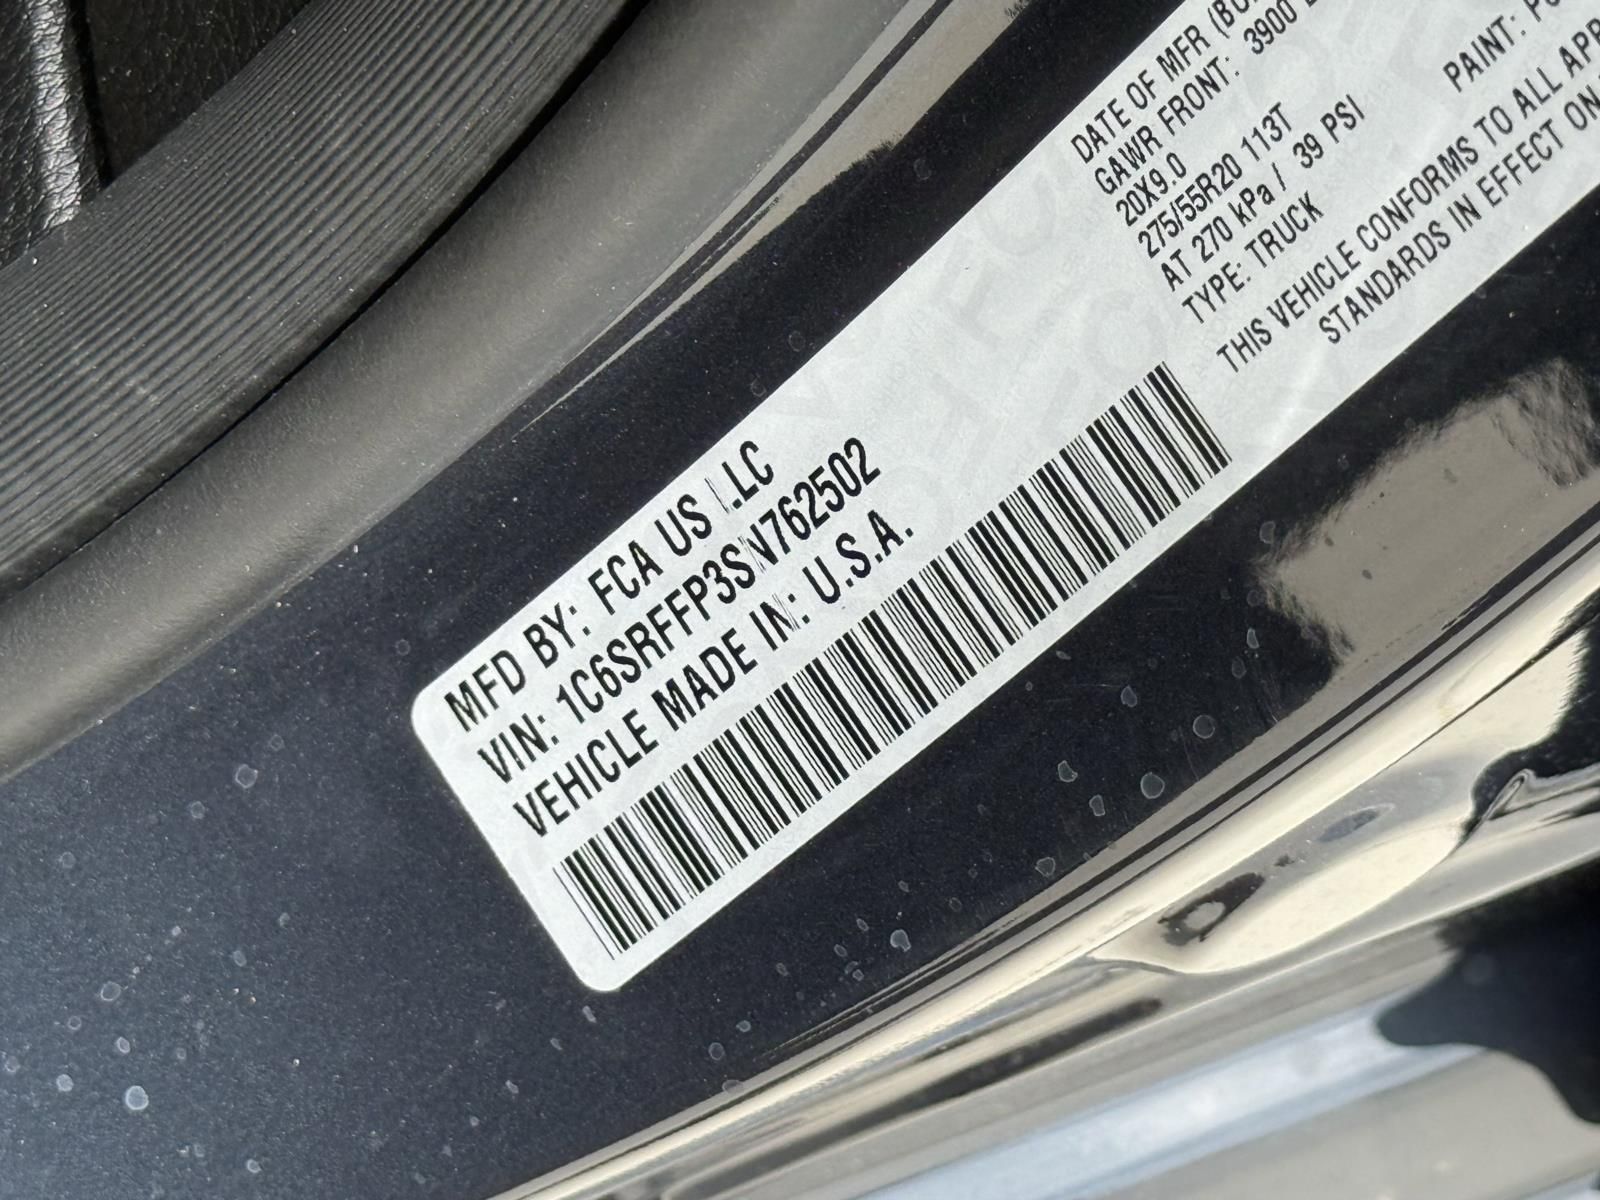 MFD BY: FCA US LLC
VIN: 1C6SRFFP3SN762502
VEHICLE MADE IN: U.S.A.
DATE OF MFR
GAWR FRONT: 3900
20X9.0
275/55R20 113T
AT 270 kPa / 39 PSI
TYPE: TRUCK
PAINT:
THIS VEHICLE CONFORMS TO ALL
STANDARDS IN EFFECT ON